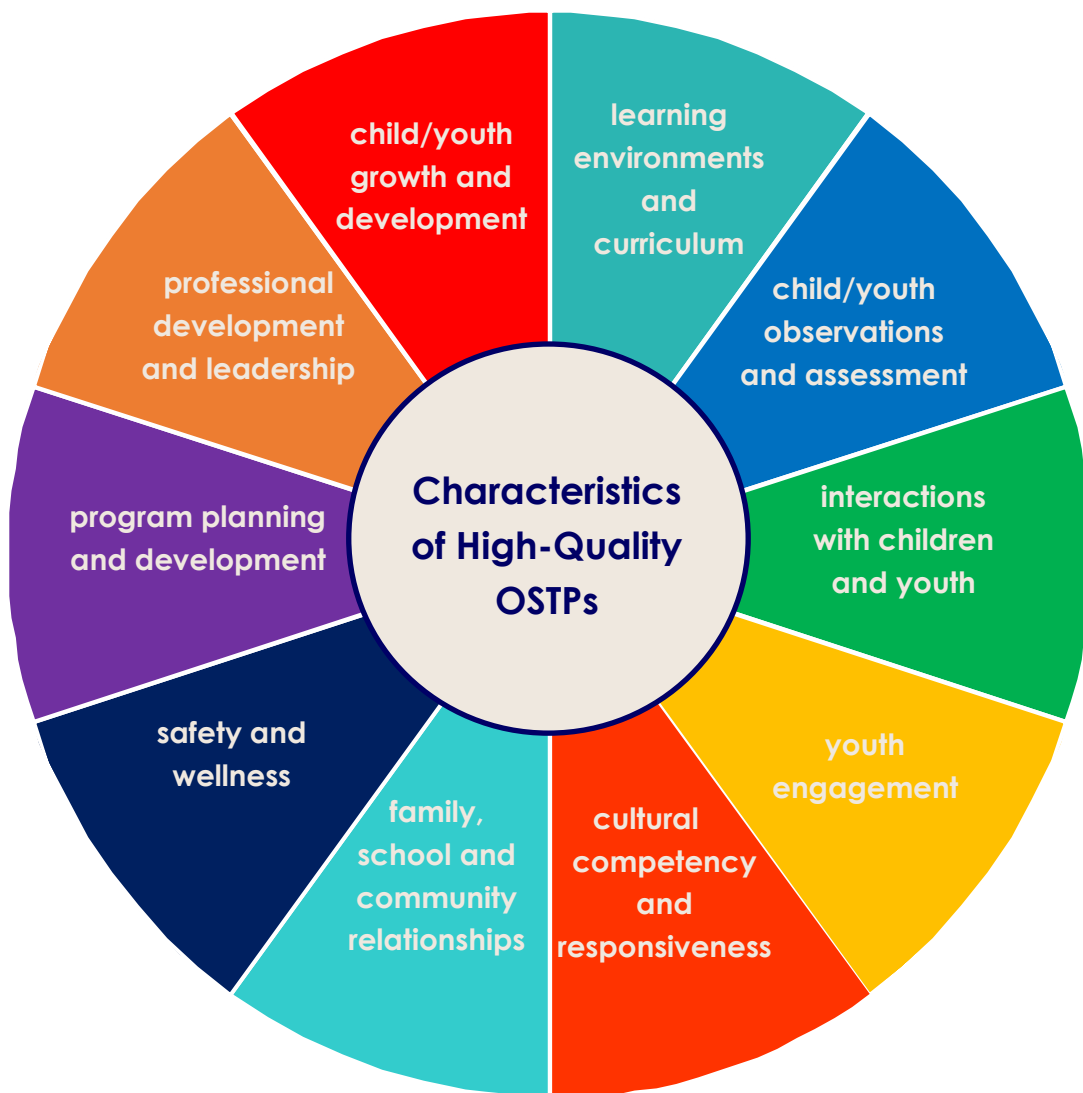 Characteristics
of High-Quality
OSTPs
learning
environments
and
curriculum
child/youth
observations
and assessment
interactions
with children
and youth
youth
engagement
cultural
competency
and
responsiveness
family,
school and
community
relationships
safety and
wellness
program planning
and development
professional
development
and leadership
child/youth
growth and
development